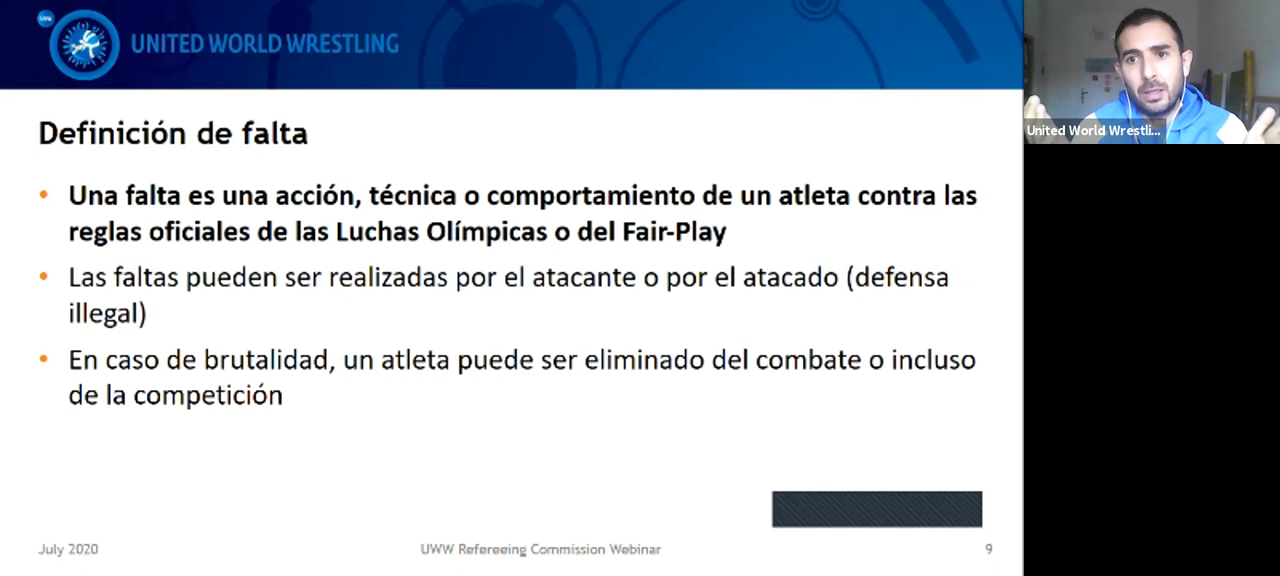 UWW
UNITED WORLD WRESTLING
Definición de falta
• Una falta es una acción, técnica o comportamiento de un atleta contra las
reglas oficiales de las Luchas Olímpicas o del Fair-Play
• Las faltas pueden ser realizadas por el atacante o por el atacado (defensa
illegal)
• En caso de brutalidad, un atleta puede ser eliminado del combate o incluso
de la competición
July 2020
UWW Refereeing Commission Webinar
9
United World Wrestli...